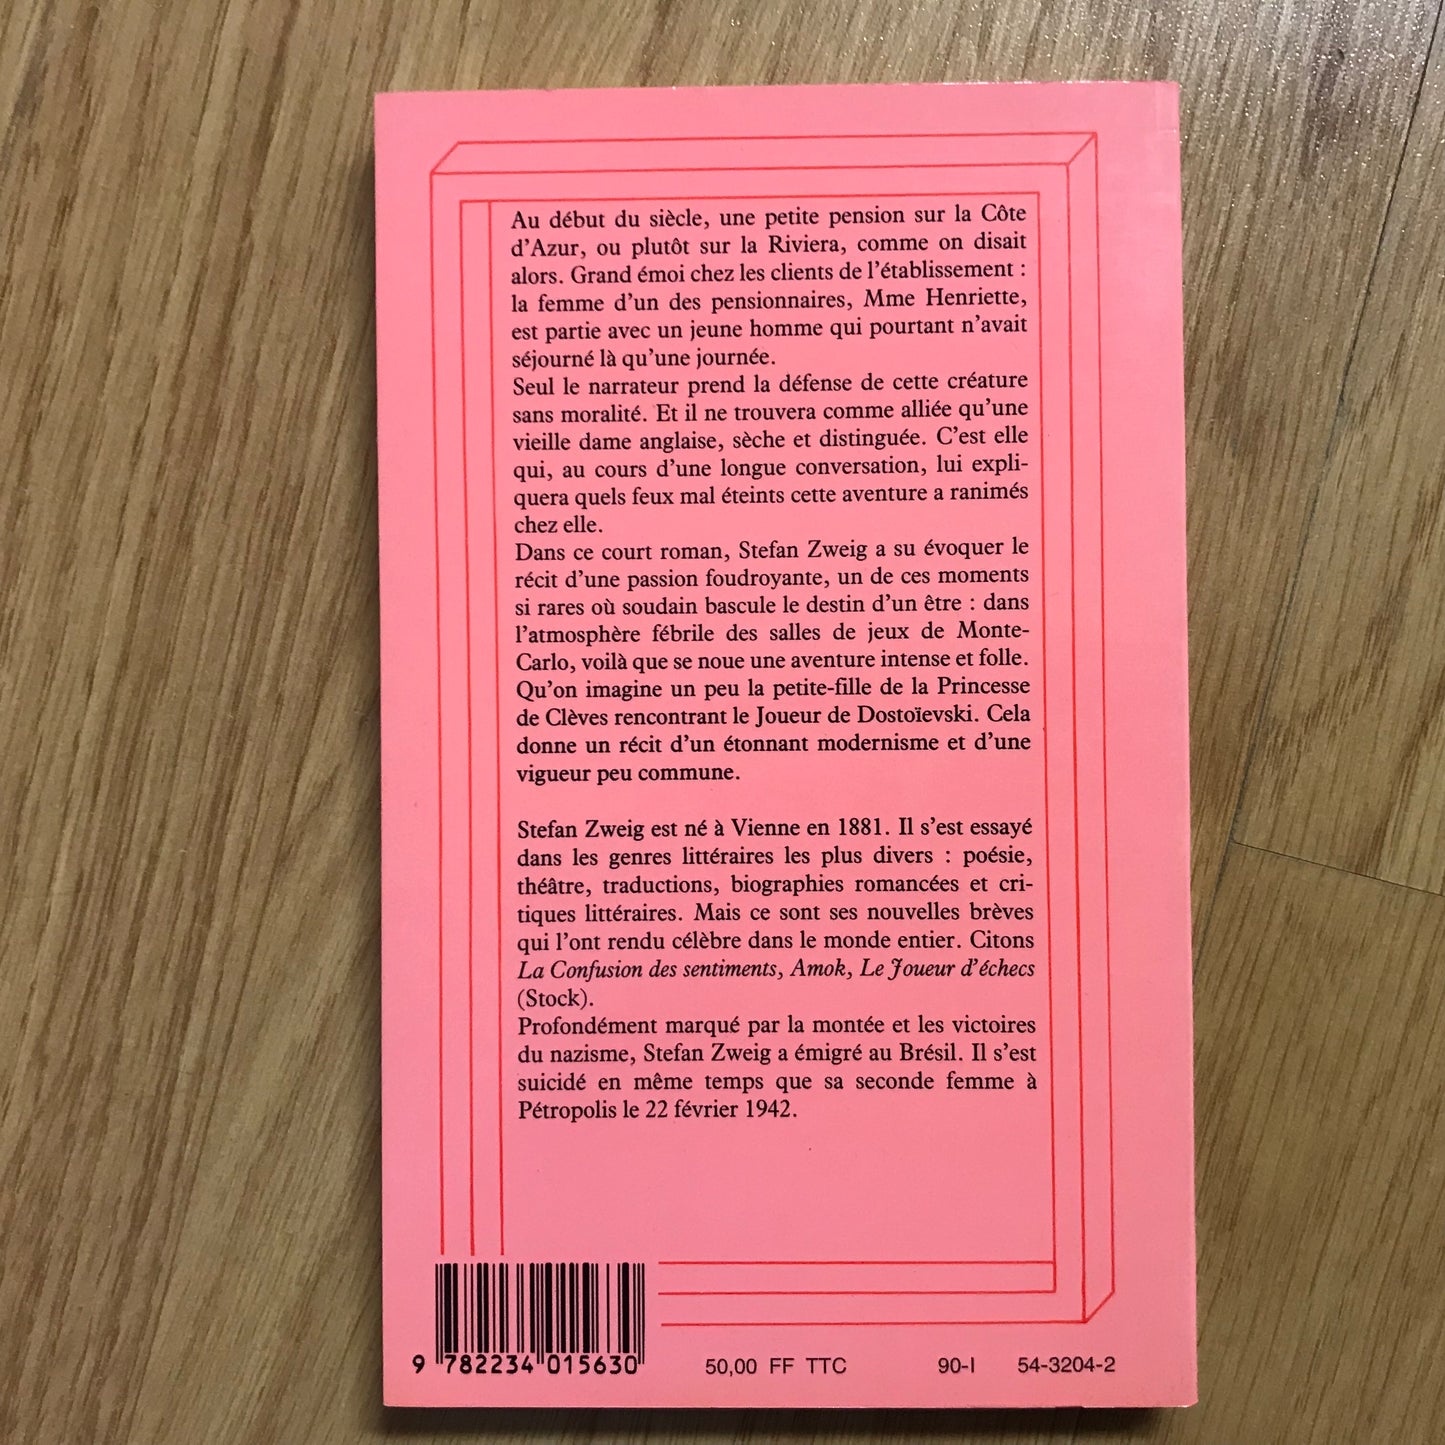 Au début du siècle, une petite pension sur la Côte
d'Azur, ou plutôt sur la Riviera, comme on disait
alors. Grand émoi chez les clients de l'établissement :
la femme d'un des pensionnaires, Mme Henriette,
est partie avec un jeune homme qui pourtant n'avait
séjourné là qu'une journée.
Seul le narrateur prend la défense de cette créature
sans moralité. Et il ne trouvera comme alliée qu'une
vieille dame anglaise, sèche et distinguée. C'est elle
qui, au cours d'une longue conversation, lui expli-
quera quels feux mal éteints cette aventure a ranimés
chez elle.
Dans ce court roman, Stefan Zweig a su évoquer le
récit d'une passion foudroyante, un de ces moments
si rares où soudain bascule le destin d'un être : dans
l'atmosphère fébrile des salles de jeux de Monte-
Carlo, voilà que se noue une aventure intense et folle.
Qu'on imagine un peu la petite-fille de la Princesse
de Clèves rencontrant le Joueur de Dostoïevski. Cela
donne un récit d'un étonnant modernisme et d'une
vigueur peu commune.
Stefan Zweig est né à Vienne en 1881. Il s'est essayé
dans les genres littéraires les plus divers : poésie,
théâtre, traductions, biographies romancées et cri-
tiques littéraires. Mais ce sont ses nouvelles brèves
qui l'ont rendu célèbre dans le monde entier. Citons
La Confusion des sentiments, Amok, Le Joueur d'échecs
(Stock).
Profondément marqué par la montée et les victoires
du nazisme, Stefan Zweig a émigré au Brésil. Il s'est
suicidé en même temps que sa seconde femme à
Pétropolis le 22 février 1942.
9 782234 015630
50,00 FF TTC 90-I 54-3204-2